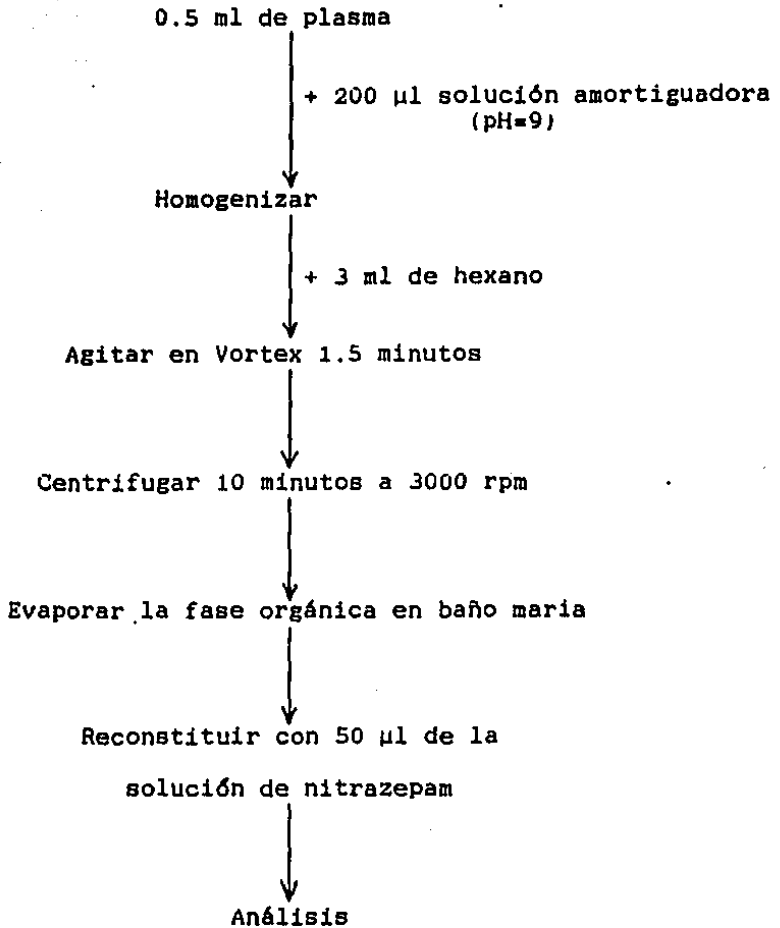 0.5 ml de plasma
+ 200 µl solución amortiguadora
(pH=9)
Homogenizar
+ 3 ml de hexano
Agitar en Vortex 1.5 minutos
Centrifugar 10 minutos a 3000 rpm
Evaporar la fase orgánica en baño maria
Reconstituir con 50 µl de la
solución de nitrazepam
Análisis